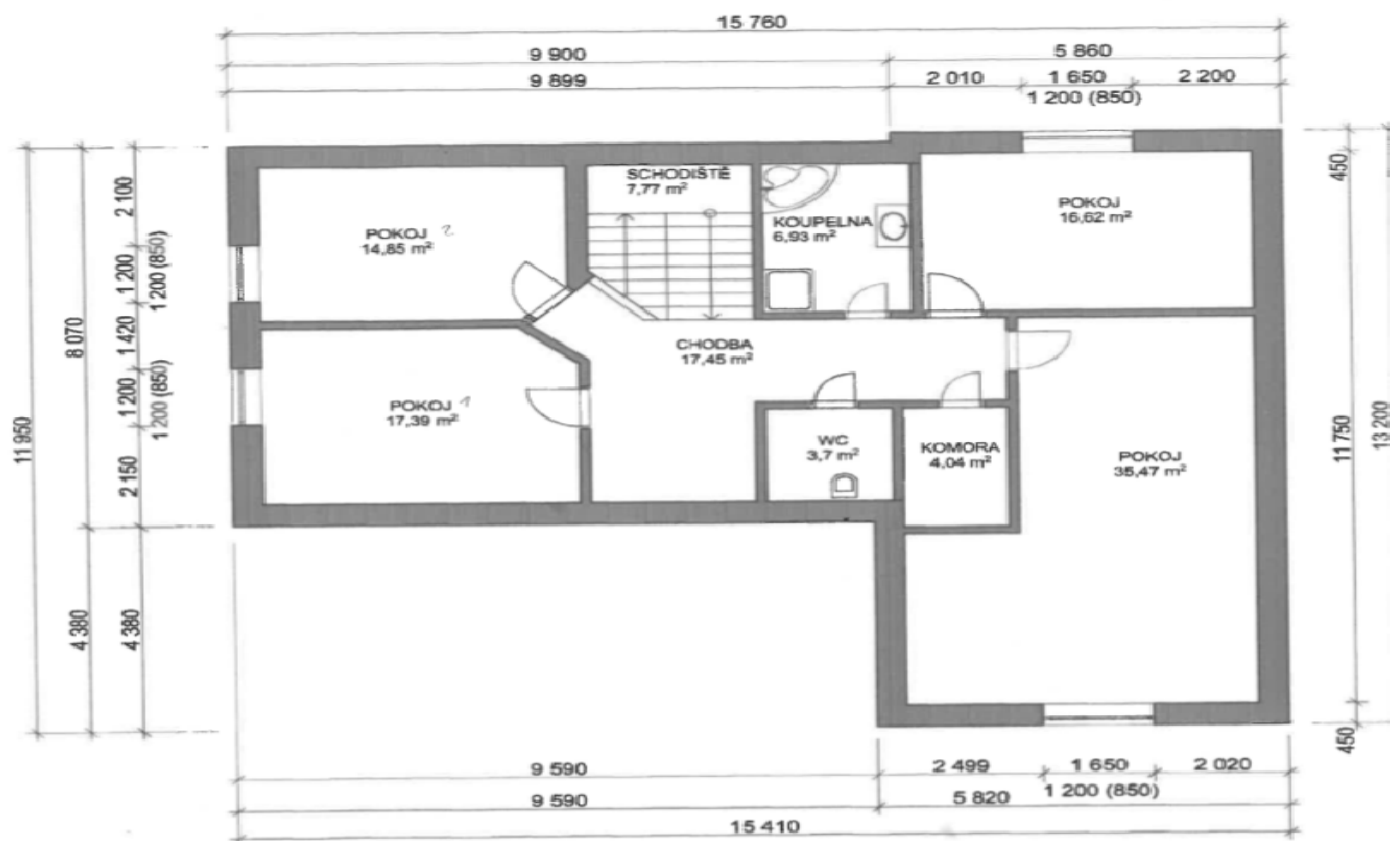 15 760
9 900
5 860
9 899
2 010
1 650
2 200
1 200 (850)
11 950
8 070
4 380
2 100
1 200
1 200 (850)
1 420
1 200
1 200 (850)
2 150
4 380
SCHODIŠTĚ
7,77 m²
POKOJ 2
14,85 m²
KOUPELNA
6,93 m²
POKOJ
16,62 m²
CHODBA
17,45 m²
POKOJ 1
17,39 m²
WC
3,7 m²
KOMORA
4,04 m²
POKOJ
35,47 m²
450
11 750
13 200
450
9 590
2 499
1 650
2 020
9 590
5 820
1 200 (850)
15 410